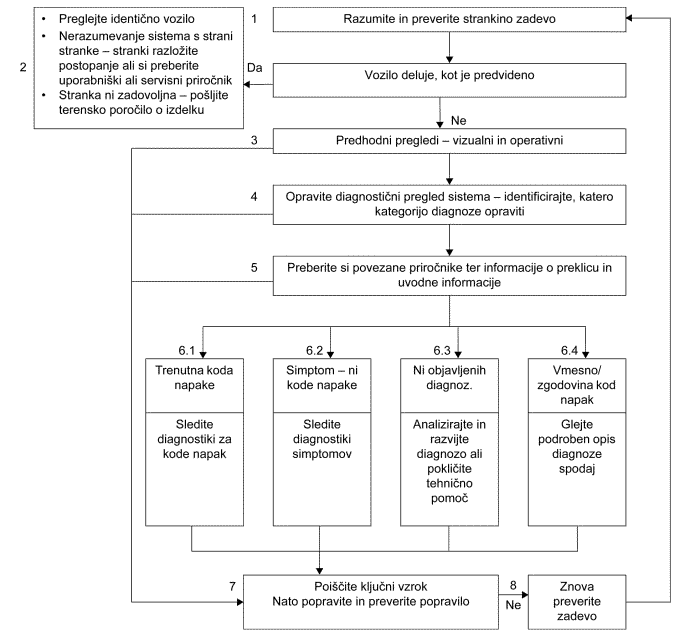 1
Razumite in preverite strankino zadevo
2
• Preglejte identično vozilo
• Nerazumevanje sistema s strani
stranke – stranki razložite
postopanje ali si preberite
uporabniški ali servisni priročnik
• Stranka ni zadovoljna – pošljite
terensko poročilo o izdelku
Da
Vozilo deluje, kot je predvideno
Ne
3
Predhodni pregledi – vizualni in operativni
4
Opravite diagnostični pregled sistema – identificirajte, katero
kategorijo diagnoze opraviti
5
Preberite si povezane priročnike ter informacije o preklicu in
uvodne informacije
6.1
Trenutna koda
napake
Sledite
diagnostiki za
kode napak
6.2
Simptom – ni
kode napake
Sledite
diagnostiki
simptomov
6.3
Ni objavljenih
diagnoz.
Analizirajte in
razvijte
diagnozo ali
pokličite
tehnično
pomoč
6.4
Vmesno/
zgodovina kod
napak
Glejte
podroben opis
diagnoze
spodaj
7
Poiščite ključni vzrok
Nato popravite in preverite popravilo
8
Ne
Znova
preverite
zadevo